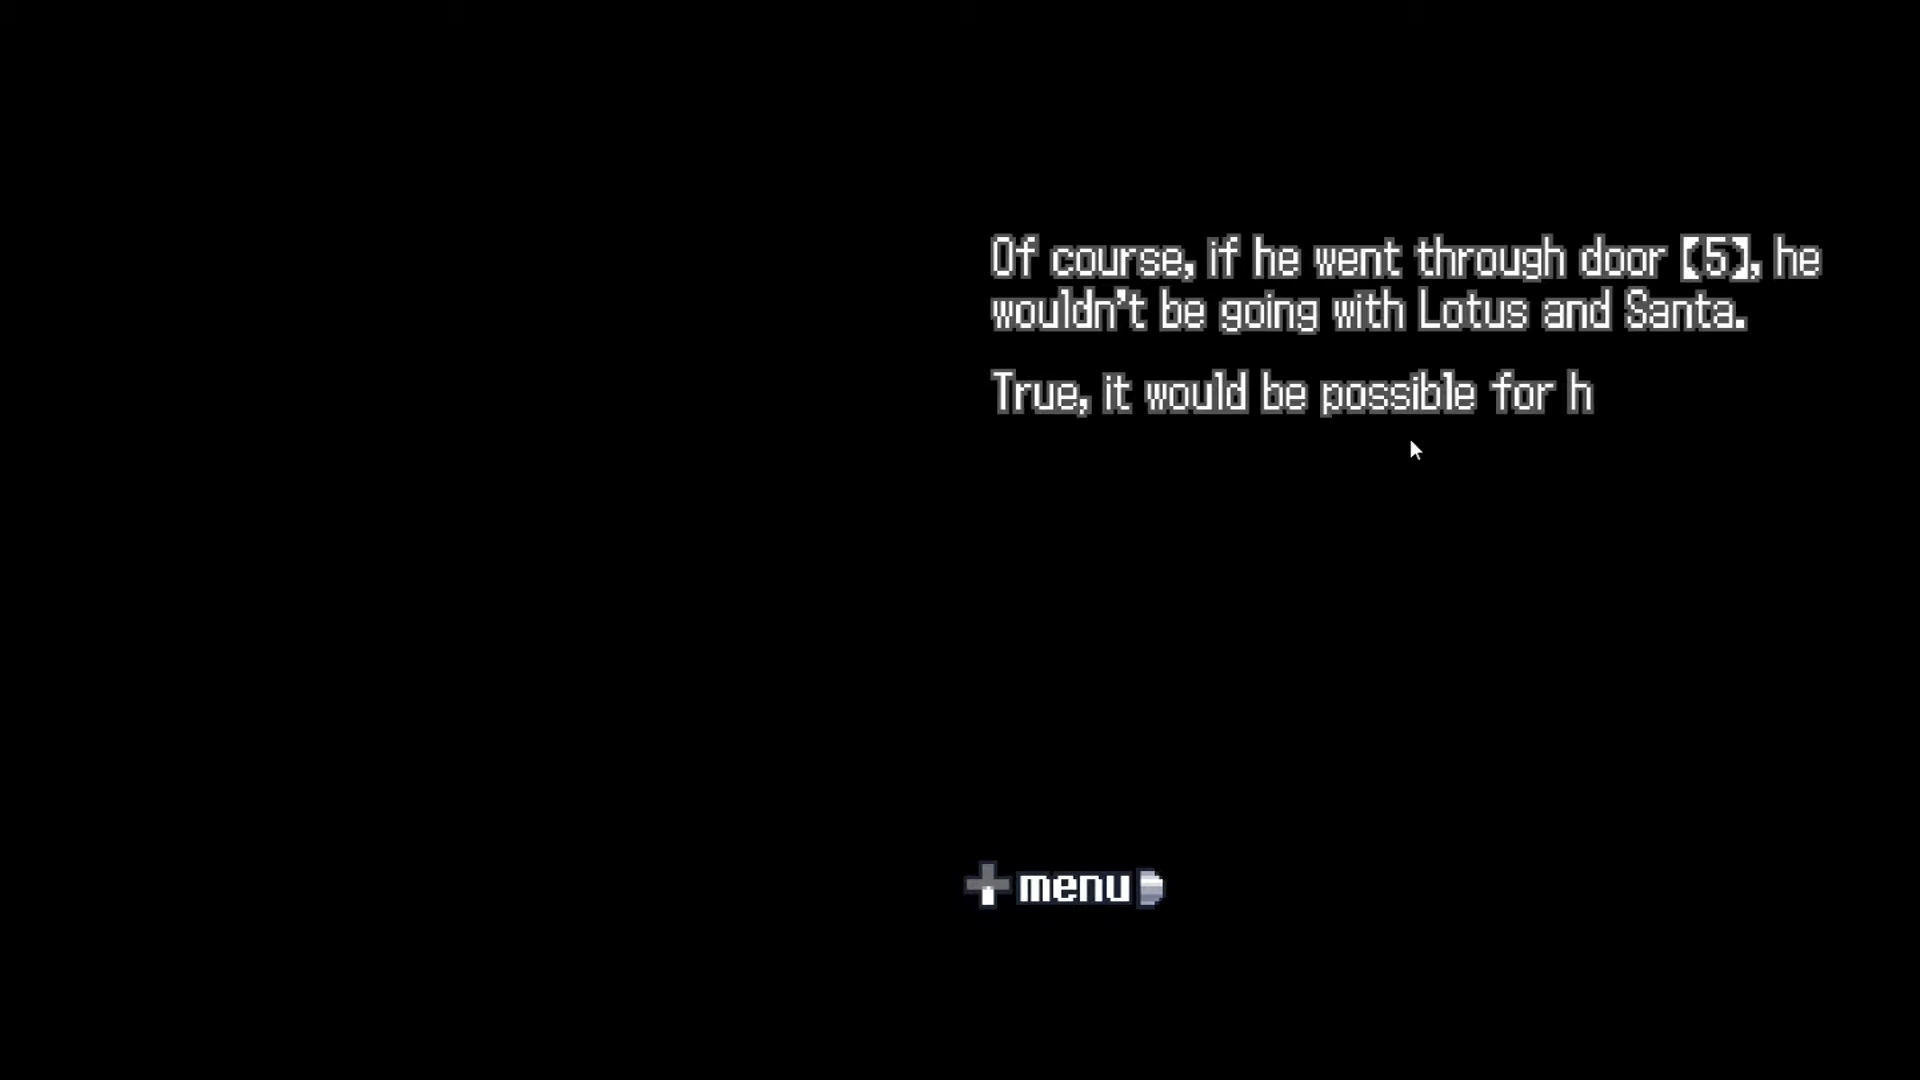 Of course, if he went through door【5】, he
wouldn't be going with Lotus and Santa.
True, it would be possible for h
menu